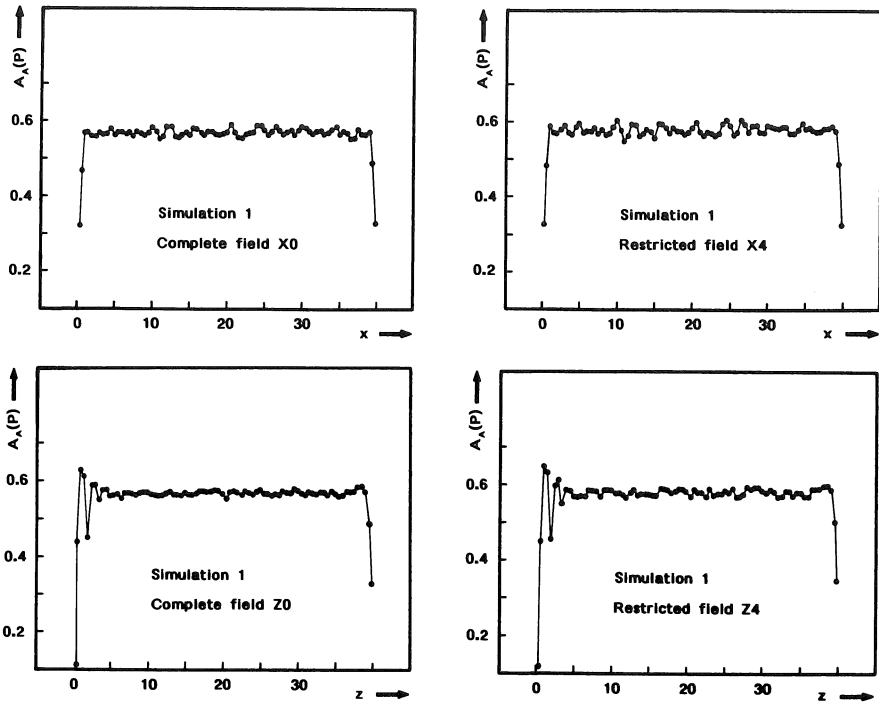 A_A(P)
0.6
0.4
0.2
Simulation 1
Complete field X0
0 10 20 30
x
A_A(P)
0.6
0.4
0.2
Simulation 1
Restricted field X4
0 10 20 30
x
A_A(P)
0.6
0.4
0.2
Simulation 1
Complete field Z0
0 10 20 30
z
A_A(P)
0.6
0.4
0.2
Simulation 1
Restricted field Z4
0 10 20 30
z